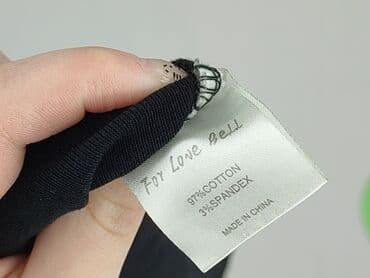 For Love Bell
97%COTTON
3%SPANDEX
MADE IN CHINA